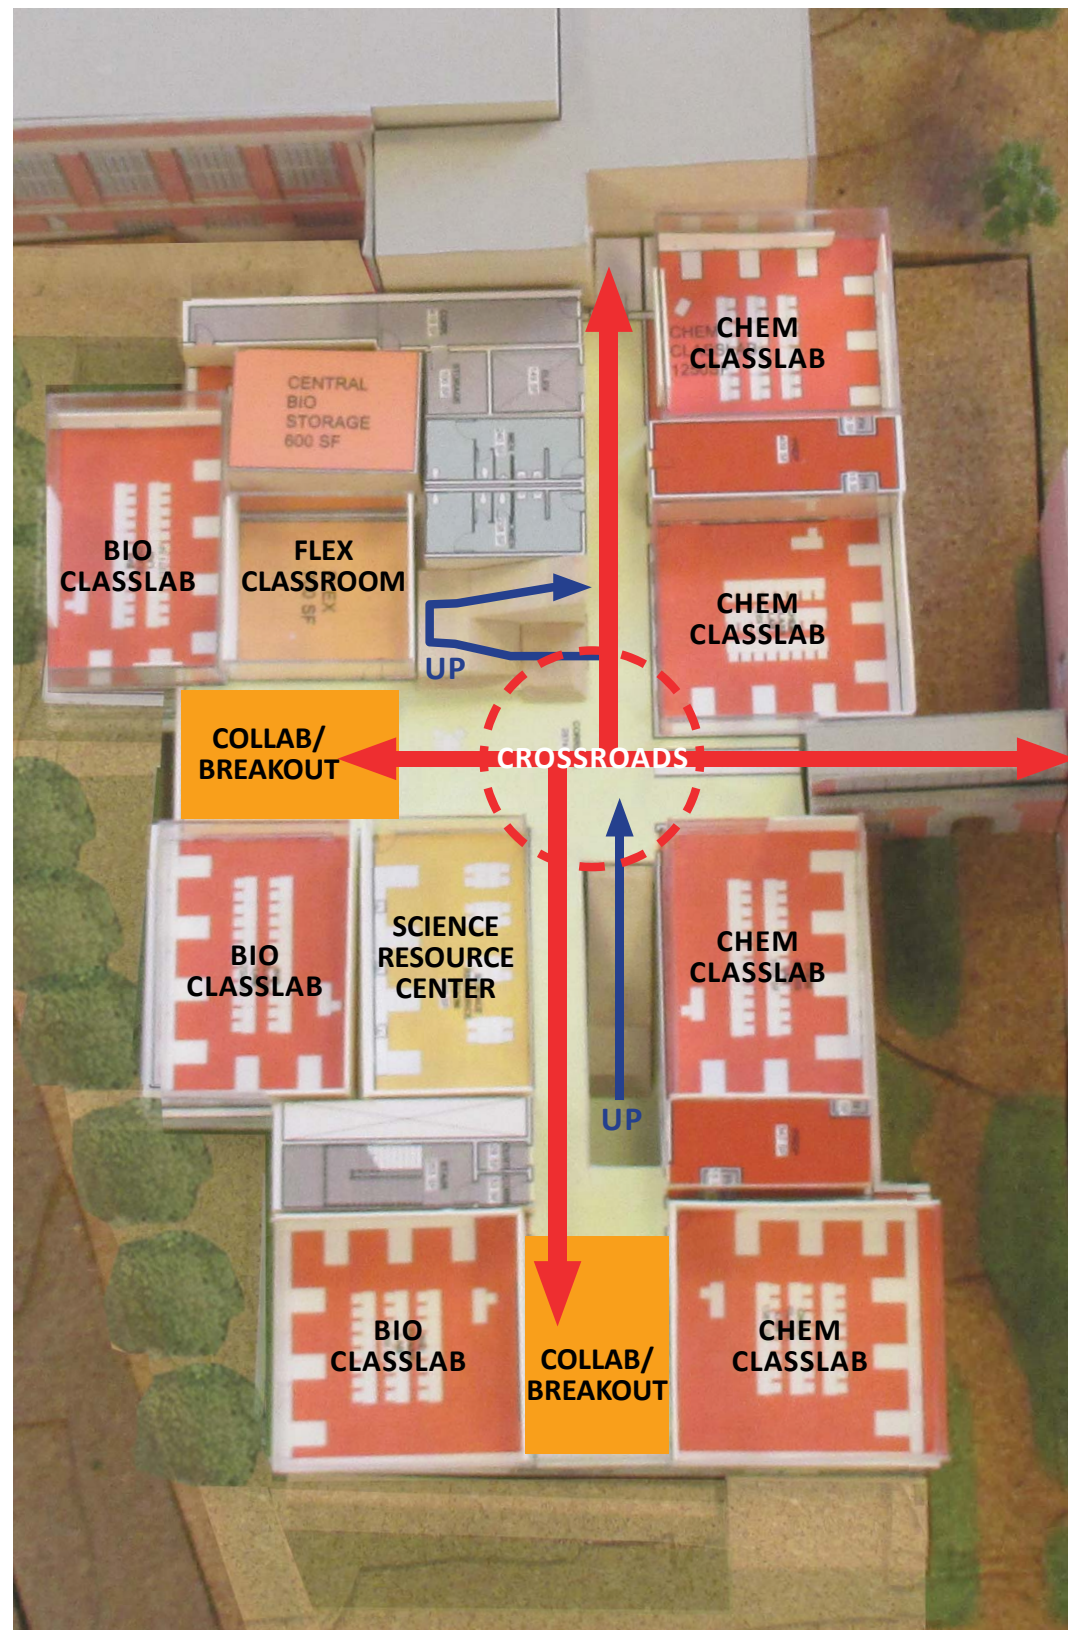 CHEM
CLASSLAB
CENTRAL
BIO
STORAGE
600 SF
BIO
CLASSLAB
FLEX
CLASSROOM
CHEM
CLASSLAB
UP
COLLAB/
BREAKOUT
CROSSROADS
SCIENCE
RESOURCE
CENTER
BIO
CLASSLAB
CHEM
CLASSLAB
UP
BIO
CLASSLAB
COLLAB/
BREAKOUT
CHEM
CLASSLAB